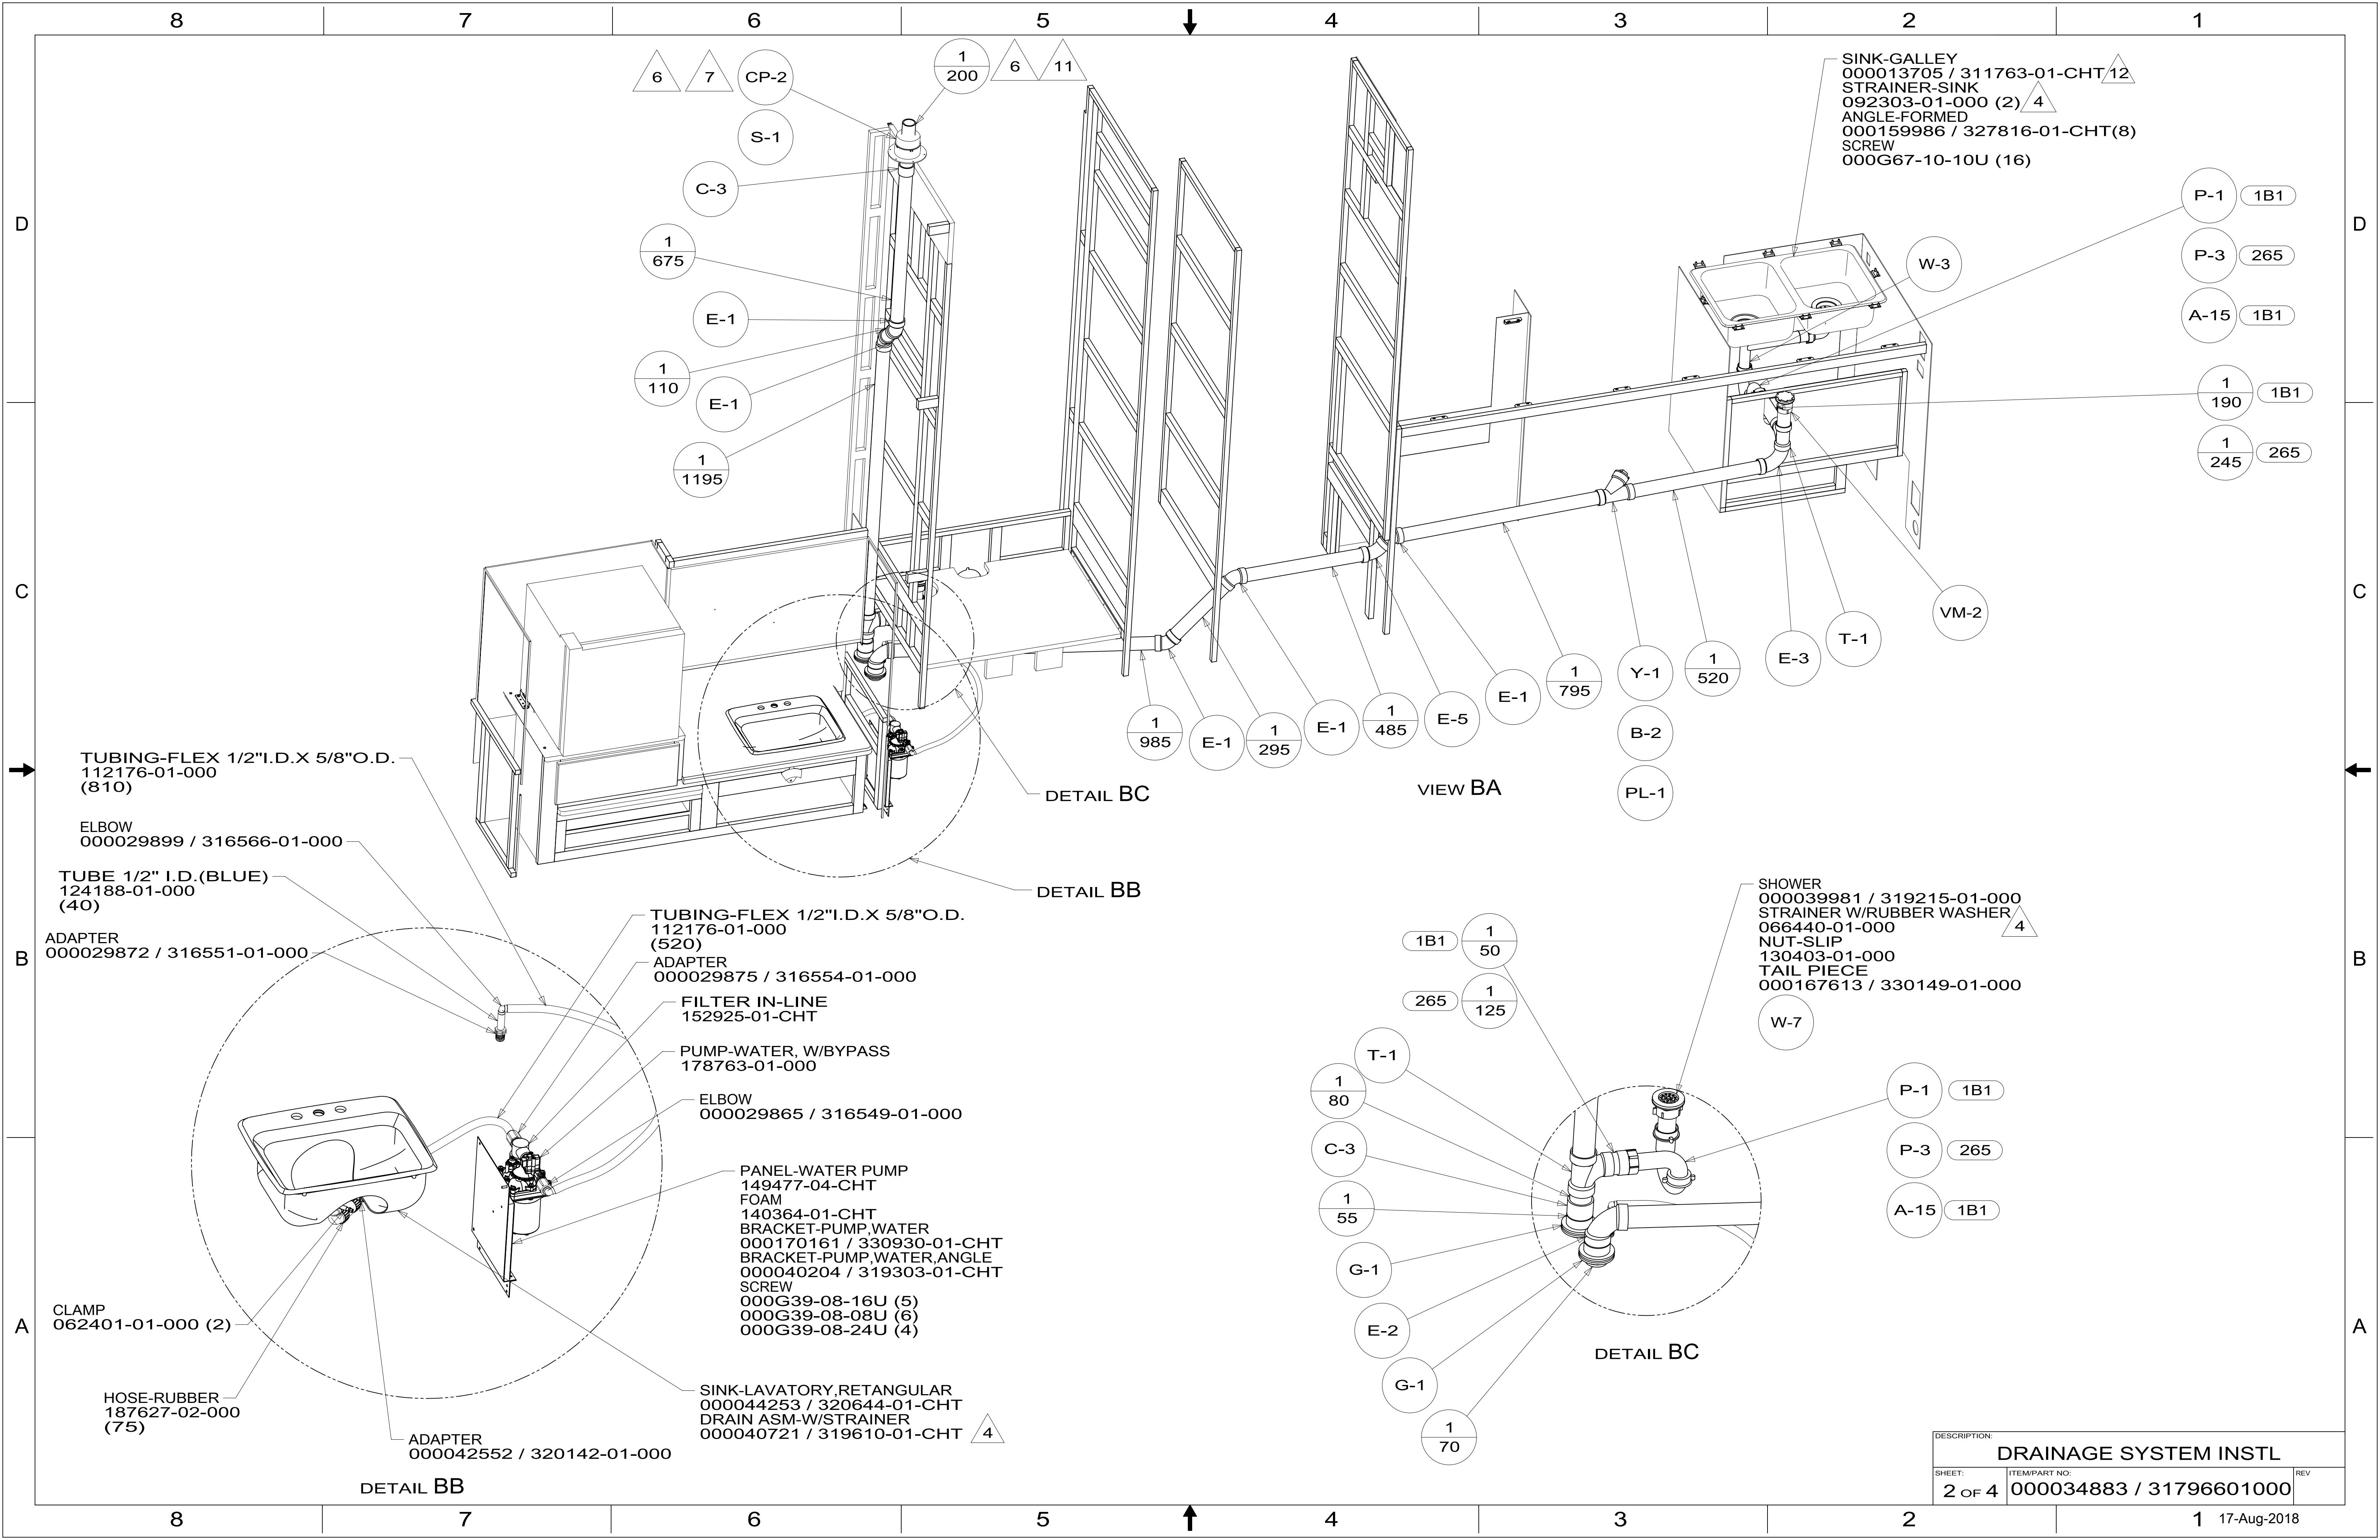 8 7 6 5 4 3 2 1
6 7 CP-2
S-1
C-3
1
675
E-1
1
110
E-1
1
1195
1
200
6 11
SINK-GALLEY
000013705 / 311763-01-CHT 12
STRAINER-SINK
092303-01-000 (2) 4
ANGLE-FORMED
000159986 / 327816-01-CHT(8)
SCREW
000G67-10-10U (16)
P-1 1B1
P-3 265
A-15 1B1
W-3
1
190
1B1
1
245
265
D
D
C
C
VM-2
T-1
E-3
1
520
Y-1
B-2
PL-1
1
795
E-1
E-5
1
485
E-1
1
295
E-1
1
985
VIEW BA
DETAIL BC
DETAIL BB
TUBING-FLEX 1/2"I.D.X 5/8"O.D.
112176-01-000
(810)
ELBOW
000029899 / 316566-01-000
TUBE 1/2" I.D.(BLUE)
124188-01-000
(40)
ADAPTER
000029872 / 316551-01-000
B
B
TUBING-FLEX 1/2"I.D.X 5/8"O.D.
112176-01-000
(520)
ADAPTER
000029875 / 316554-01-000
FILTER IN-LINE
152925-01-CHT
PUMP-WATER, W/BYPASS
178763-01-000
ELBOW
000029865 / 316549-01-000
PANEL-WATER PUMP
149477-04-CHT
FOAM
140364-01-CHT
BRACKET-PUMP,WATER
000170161 / 330930-01-CHT
BRACKET-PUMP,WATER,ANGLE
000040204 / 319303-01-CHT
SCREW
000G39-08-16U (5)
000G39-08-08U (6)
000G39-08-24U (4)
SINK-LAVATORY,RETANGULAR
000044253 / 320644-01-CHT
DRAIN ASM-W/STRAINER
000040721 / 319610-01-CHT 4
CLAMP
062401-01-000 (2)
HOSE-RUBBER
187627-02-000
(75)
ADAPTER
000042552 / 320142-01-000
DETAIL BB
A
A
SHOWER
000039981 / 319215-01-000
STRAINER W/RUBBER WASHER 4
066440-01-000
NUT-SLIP
130403-01-000
TAIL PIECE
000167613 / 330149-01-000
W-7
1B1
1
50
265
1
125
T-1
1
80
C-3
1
55
G-1
E-2
G-1
1
70
P-1 1B1
P-3 265
A-15 1B1
DETAIL BC
DESCRIPTION:
DRAINAGE SYSTEM INSTL
SHEET:
2 OF 4
ITEM/PART NO:
000034883 / 31796601000
REV
8 7 6 5 4 3 2 1
17-Aug-2018